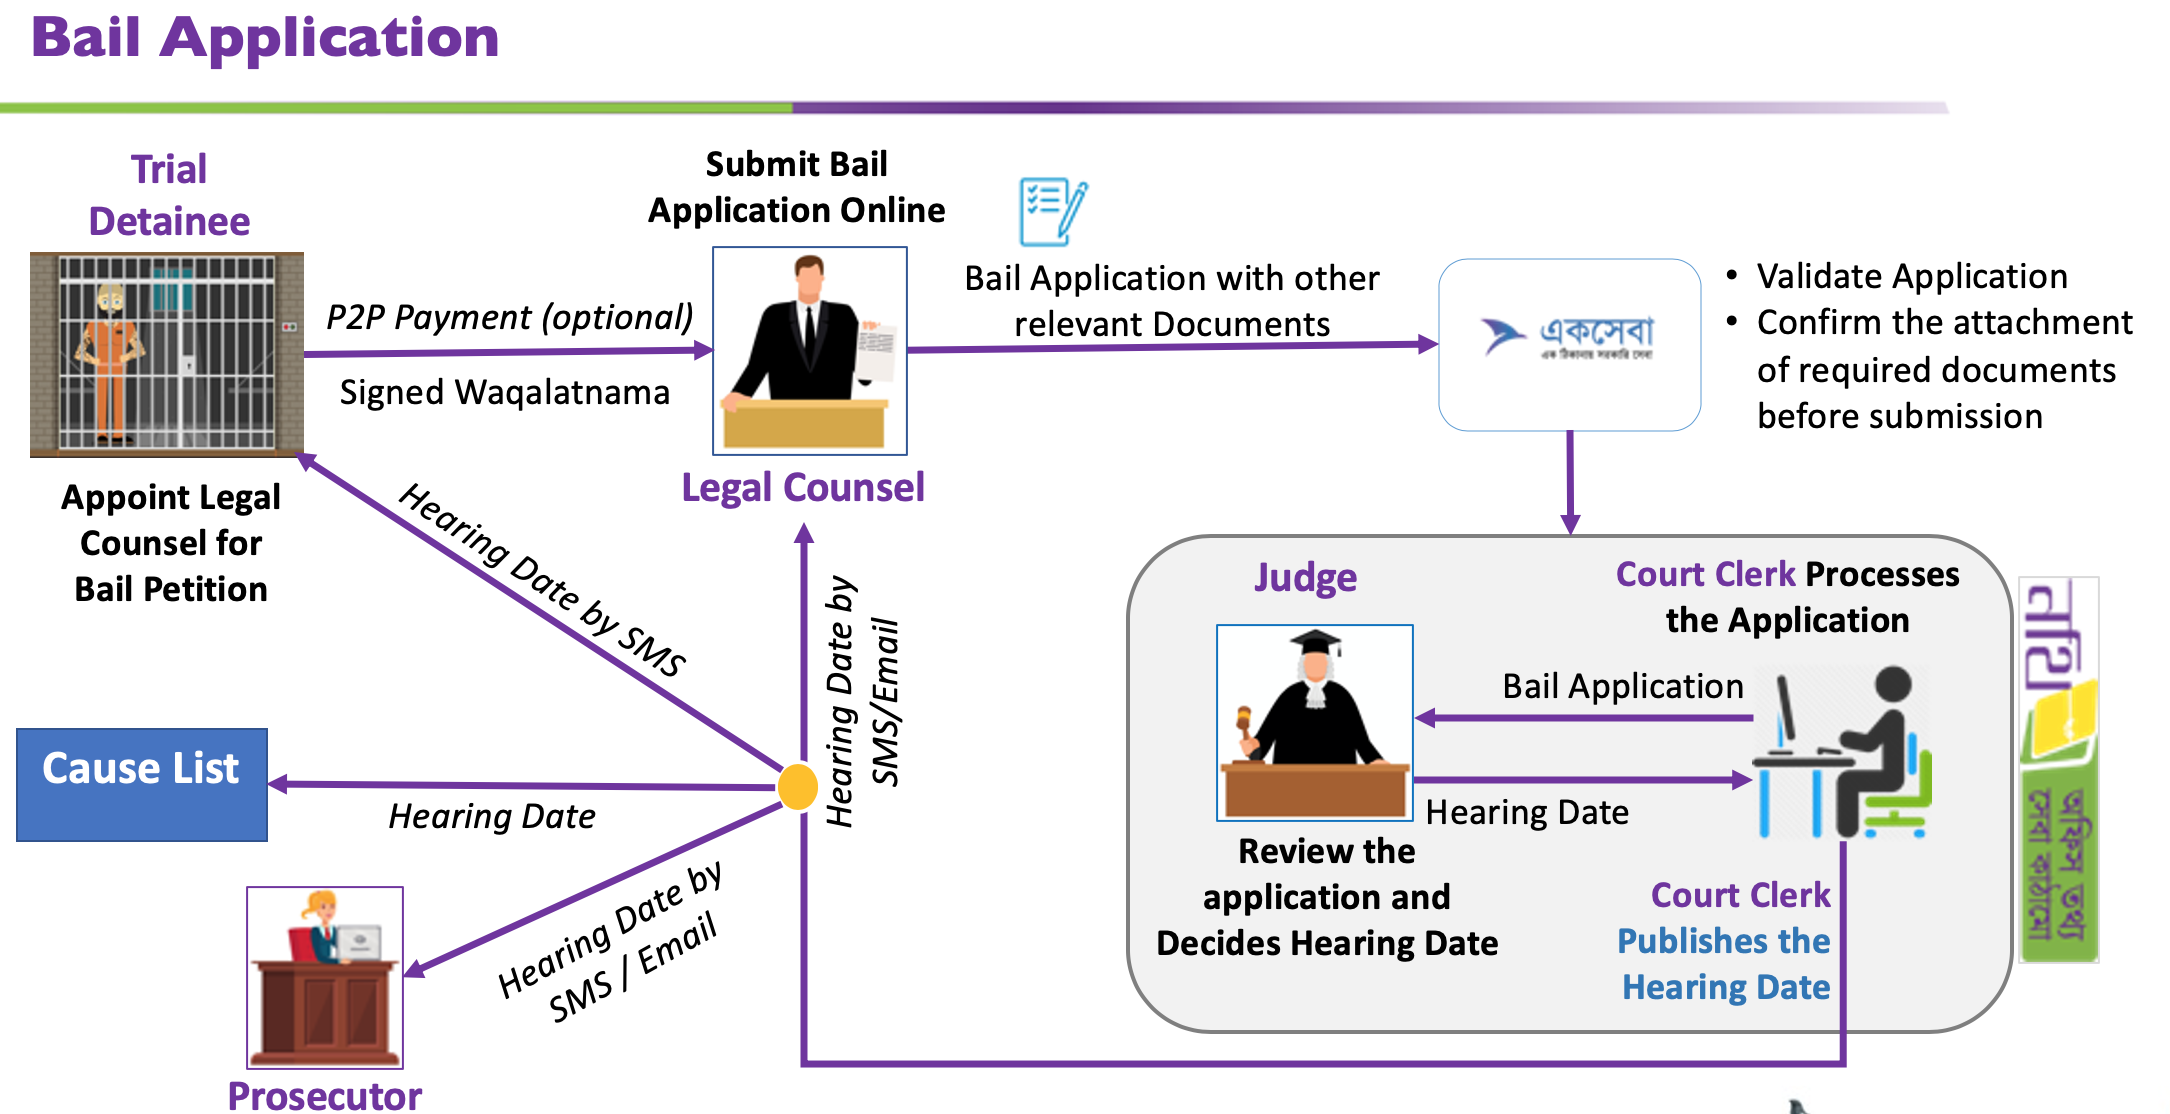 Bail Application
Trial
Detainee
Appoint Legal
Counsel for
Bail Petition
P2P Payment (optional)
Signed Waqalatnama
Submit Bail
Application Online
Legal Counsel
Bail Application with other
relevant Documents
একসেবা
এক ঠিকানায় সরকারি সেবা
• Validate Application
• Confirm the attachment
of required documents
before submission
Judge
Review the
application and
Decides Hearing Date
Court Clerk Processes
the Application
Bail Application
Hearing Date
Court Clerk
Publishes the
Hearing Date
নথি
অফিস তথ্য
সেবা কাঠামো
Hearing Date by SMS
Hearing Date by
SMS/Email
Cause List
Hearing Date
Hearing Date by
SMS / Email
Prosecutor